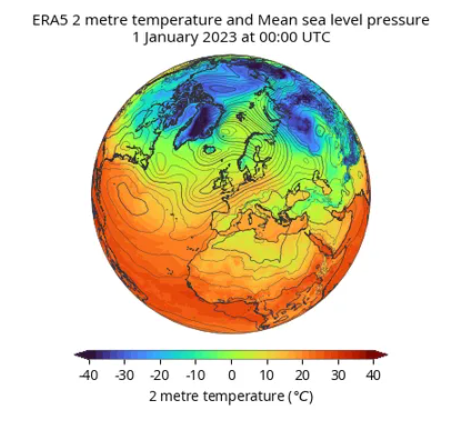 ERA5 2 metre temperature and Mean sea level pressure
1 January 2023 at 00:00 UTC
-40 -30 -20 -10 0 10 20 30 40
2 metre temperature (°C)